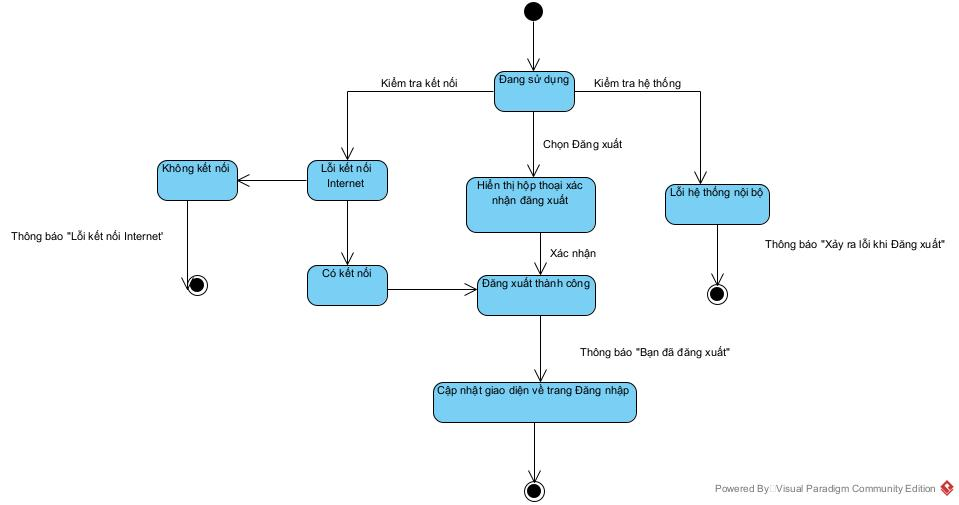 Đang sử dụng
Kiểm tra kết nối
Kiểm tra hệ thống
Chọn Đăng xuất
Không kết nối
Lỗi kết nối
Internet
Hiển thị hộp thoại xác
nhận đăng xuất
Lỗi hệ thống nội bộ
Thông báo "Lỗi kết nối Internet'
Thông báo "Xảy ra lỗi khi Đăng xuất"
Xác nhận
Có kết nối
Đăng xuất thành công
Thông báo "Bạn đã đăng xuất"
Cập nhật giao diện về trang Đăng nhập
Powered By Visual Paradigm Community Edition